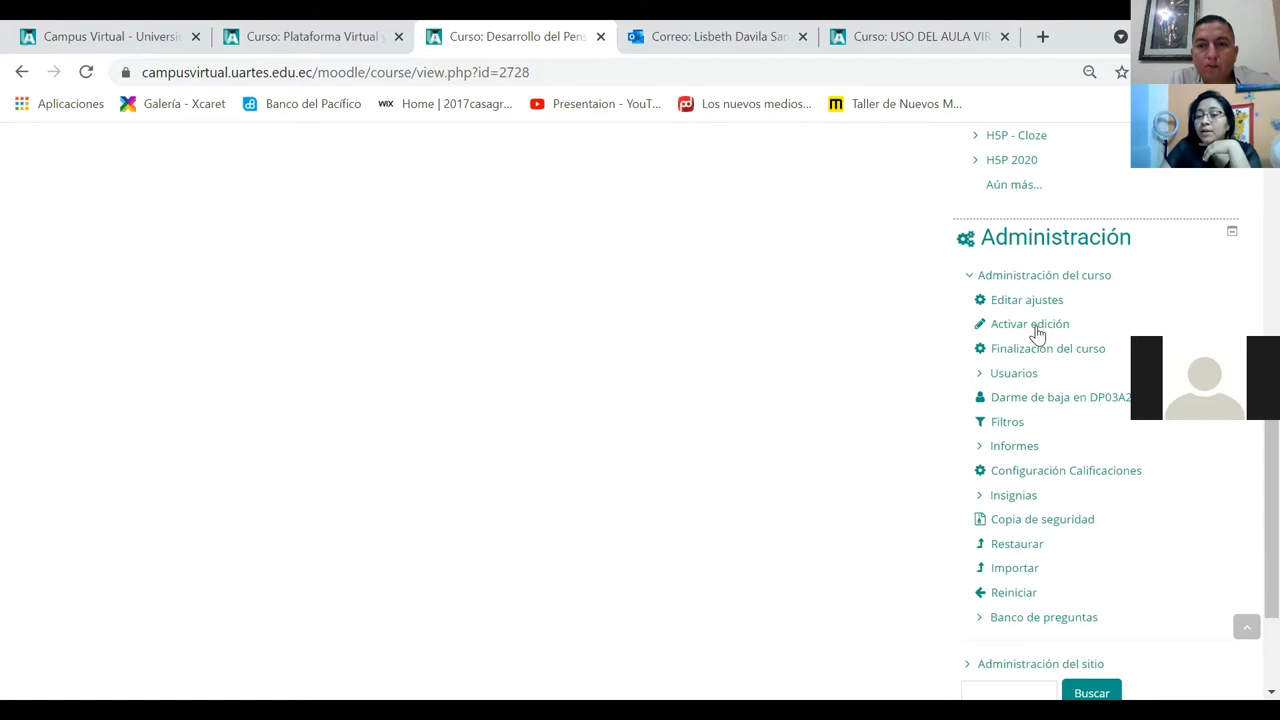 Campus Virtual - Universi
Curso: Plataforma Virtual y
Curso: Desarrollo del Pens
Correo: Lisbeth Davila San
Curso: USO DEL AULA VIR
campusvirtual.uartes.edu.ec/moodle/course/view.php?id=2728
Aplicaciones
Galería - Xcaret
Banco del Pacífico
WIX Home | 2017casagr...
Presentaion - YouT...
Los nuevos medios...
Taller de Nuevos M...
H5P - Cloze
H5P 2020
Aún más...
Administración
Administración del curso
Editar ajustes
Activar edición
Finalización del curso
Usuarios
Darme de baja en DP03A2
Filtros
Informes
Configuración Calificaciones
Insignias
Copia de seguridad
Restaurar
Importar
Reiniciar
Banco de preguntas
Administración del sitio
Buscar